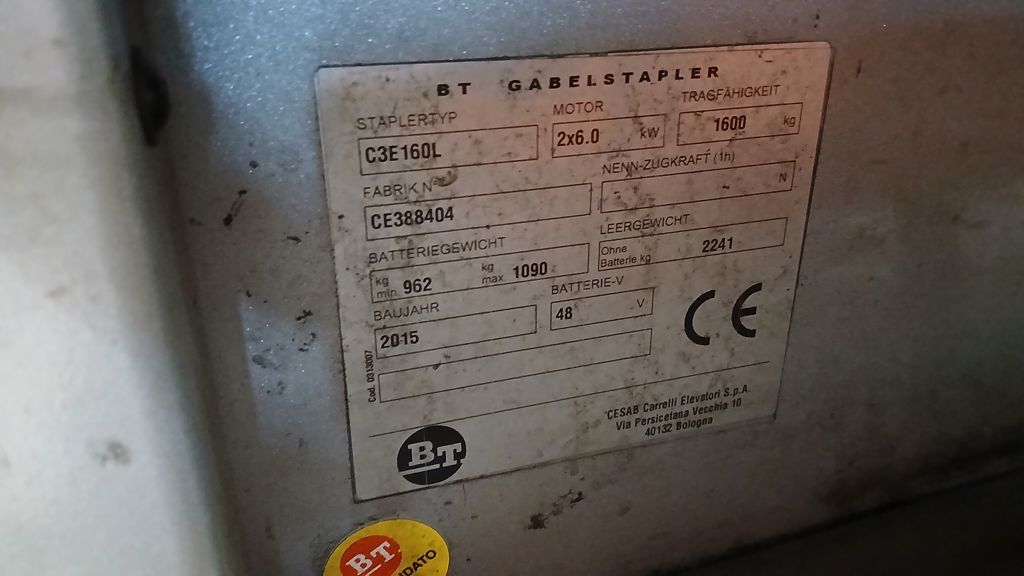 BT GABELSTAPLER
STAPLERTYP MOTOR TRAGFÄHIGKEIT
C3E160L 2x6.0 kW 1600 kg
FABRIK N° NENN-ZUGKRAFT (1h)
CE388404 - N
BATTERIEGEWICHT LEERGEWICHT
kg min. 962 kg max 1090 Ohne Batterie kg 2241
BAUJAHR BATTERIE-V
2015 48 V
CE
Cod. 0313007
CESAB Carrelli Elevatori S.p.A.
Via Persicetana Vecchia 10
40132 Bologna
BT
BT